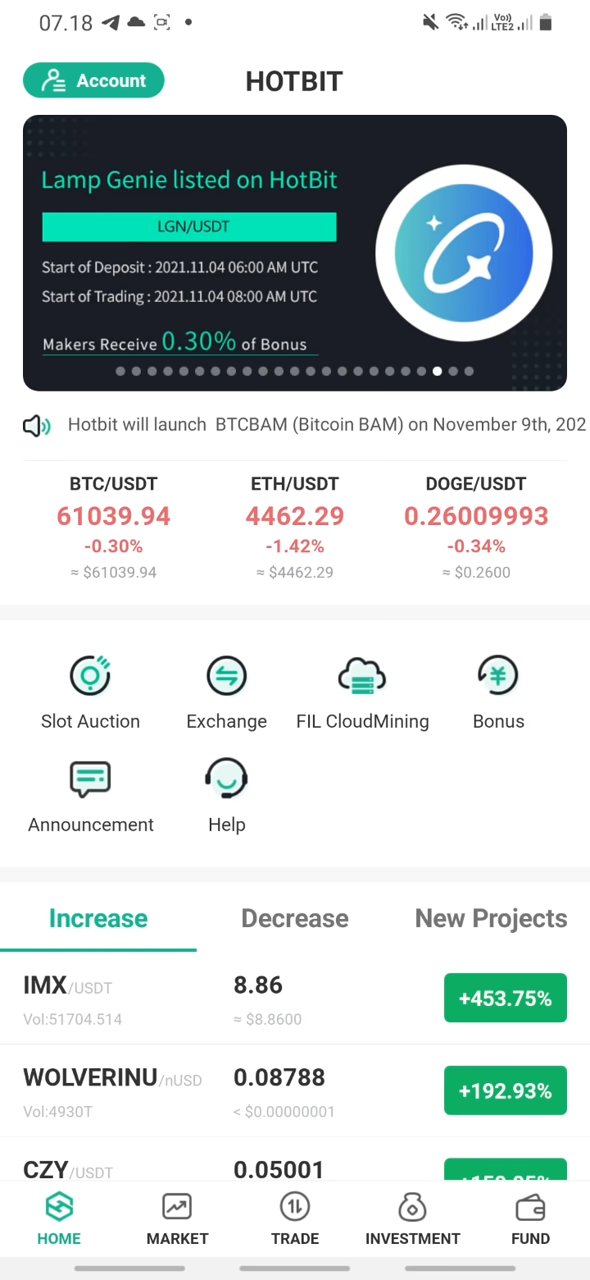 07.18
Vo))
LTE2
Account
HOTBIT
Lamp Genie listed on HotBit
LGN/USDT
Start of Deposit : 2021.11.04 06:00 AM UTC
Start of Trading : 2021.11.04 08:00 AM UTC
Makers Receive 0.30% of Bonus
Hotbit will launch BTCBAM (Bitcoin BAM) on November 9th, 202
BTC/USDT ETH/USDT DOGE/USDT
61039.94 4462.29 0.26009993
-0.30% -1.42% -0.34%
≈ $61039.94 ≈ $4462.29 ≈ $0.2600
Slot Auction Exchange FIL CloudMining Bonus
Announcement Help
Increase Decrease New Projects
IMX/USDT 8.86 +453.75%
Vol:51704.514 ≈ $8.8600
WOLVERINU/nUSD 0.08788 +192.93%
Vol:4930T < $0.00000001
CZY/USDT 0.05001
HOME MARKET TRADE INVESTMENT FUND